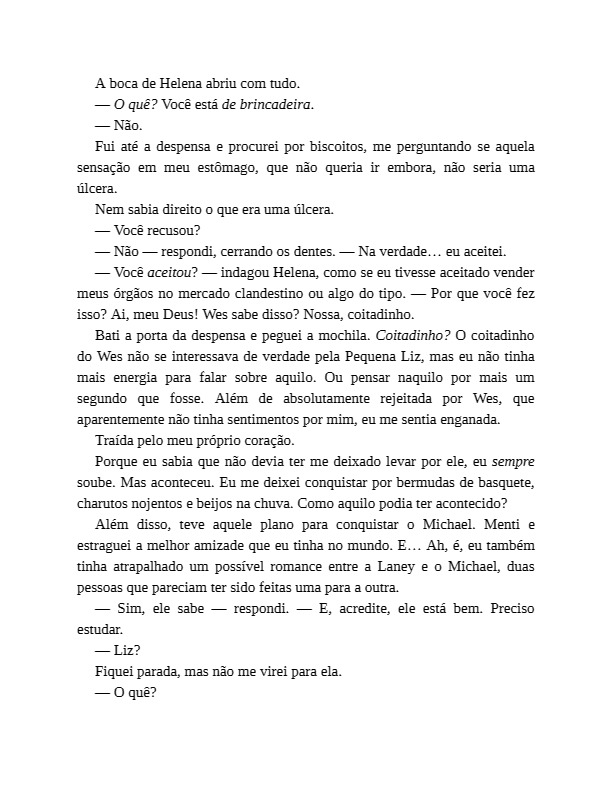 A boca de Helena abriu com tudo.
— O quê? Você está de brincadeira.
— Não.
Fui até a despensa e procurei por biscoitos, me perguntando se aquela
sensação em meu estômago, que não queria ir embora, não seria uma
úlcera.
Nem sabia direito o que era uma úlcera.
— Você recusou?
— Não — respondi, cerrando os dentes. — Na verdade… eu aceitei.
— Você aceitou? — indagou Helena, como se eu tivesse aceitado vender
meus órgãos no mercado clandestino ou algo do tipo. — Por que você fez
isso? Ai, meu Deus! Wes sabe disso? Nossa, coitadinho.
Bati a porta da despensa e peguei a mochila. Coitadinho? O coitadinho
do Wes não se interessava de verdade pela Pequena Liz, mas eu não tinha
mais energia para falar sobre aquilo. Ou pensar naquilo por mais um
segundo que fosse. Além de absolutamente rejeitada por Wes, que
aparentemente não tinha sentimentos por mim, eu me sentia enganada.
Traída pelo meu próprio coração.
Porque eu sabia que não devia ter me deixado levar por ele, eu sempre
soube. Mas aconteceu. Eu me deixei conquistar por bermudas de basquete,
charutos nojentos e beijos na chuva. Como aquilo podia ter acontecido?
Além disso, teve aquele plano para conquistar o Michael. Menti e
estraguei a melhor amizade que eu tinha no mundo. E… Ah, é, eu também
tinha atrapalhado um possível romance entre a Laney e o Michael, duas
pessoas que pareciam ter sido feitas uma para a outra.
— Sim, ele sabe — respondi. — E, acredite, ele está bem. Preciso
estudar.
— Liz?
Fiquei parada, mas não me virei para ela.
— O quê?